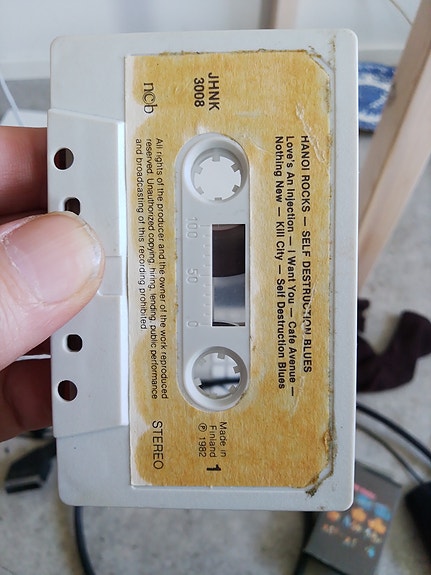 HANOI ROCKS — SELF DESTRUCTION BLUES
Love's An Injection — I Want You — Cafe Avenue —
Nothing New — Kill City — Self Destruction Blues
JHNK
3008
ncb
100 50 0
Made in
Finland
℗ 1982
1
STEREO
All rights of the producer and the owner of the work reproduced
reserved. Unauthorized copying, hiring, lending, public performance
and broadcasting of this recording prohibited.